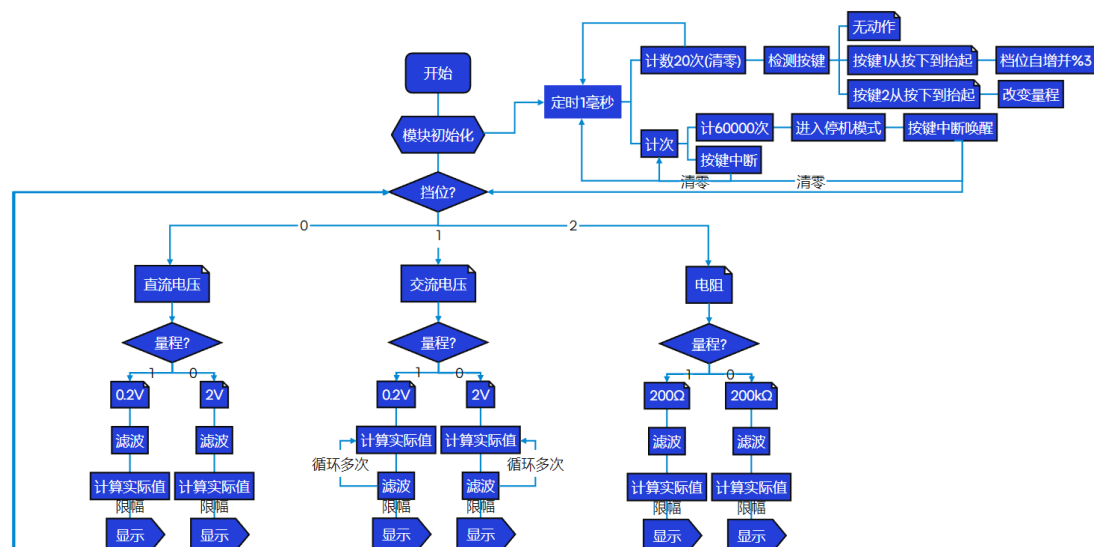 无动作
开始
计数20次(清零)
检测按键
按键1从按下到抬起
档位自增并%3
定时1毫秒
按键2从按下到抬起
改变量程
模块初始化
计次
计60000次
进入停机模式
按键中断唤醒
按键中断
清零
清零
挡位?
0
1
2
直流电压
交流电压
电阻
量程?
量程?
量程?
1
0
1
0
1
0
0.2V
2V
0.2V
2V
200Ω
200kΩ
滤波
滤波
计算实际值
计算实际值
滤波
滤波
循环多次
循环多次
计算实际值
计算实际值
滤波
滤波
计算实际值
计算实际值
限幅
限幅
限幅
限幅
限幅
限幅
显示
显示
显示
显示
显示
显示